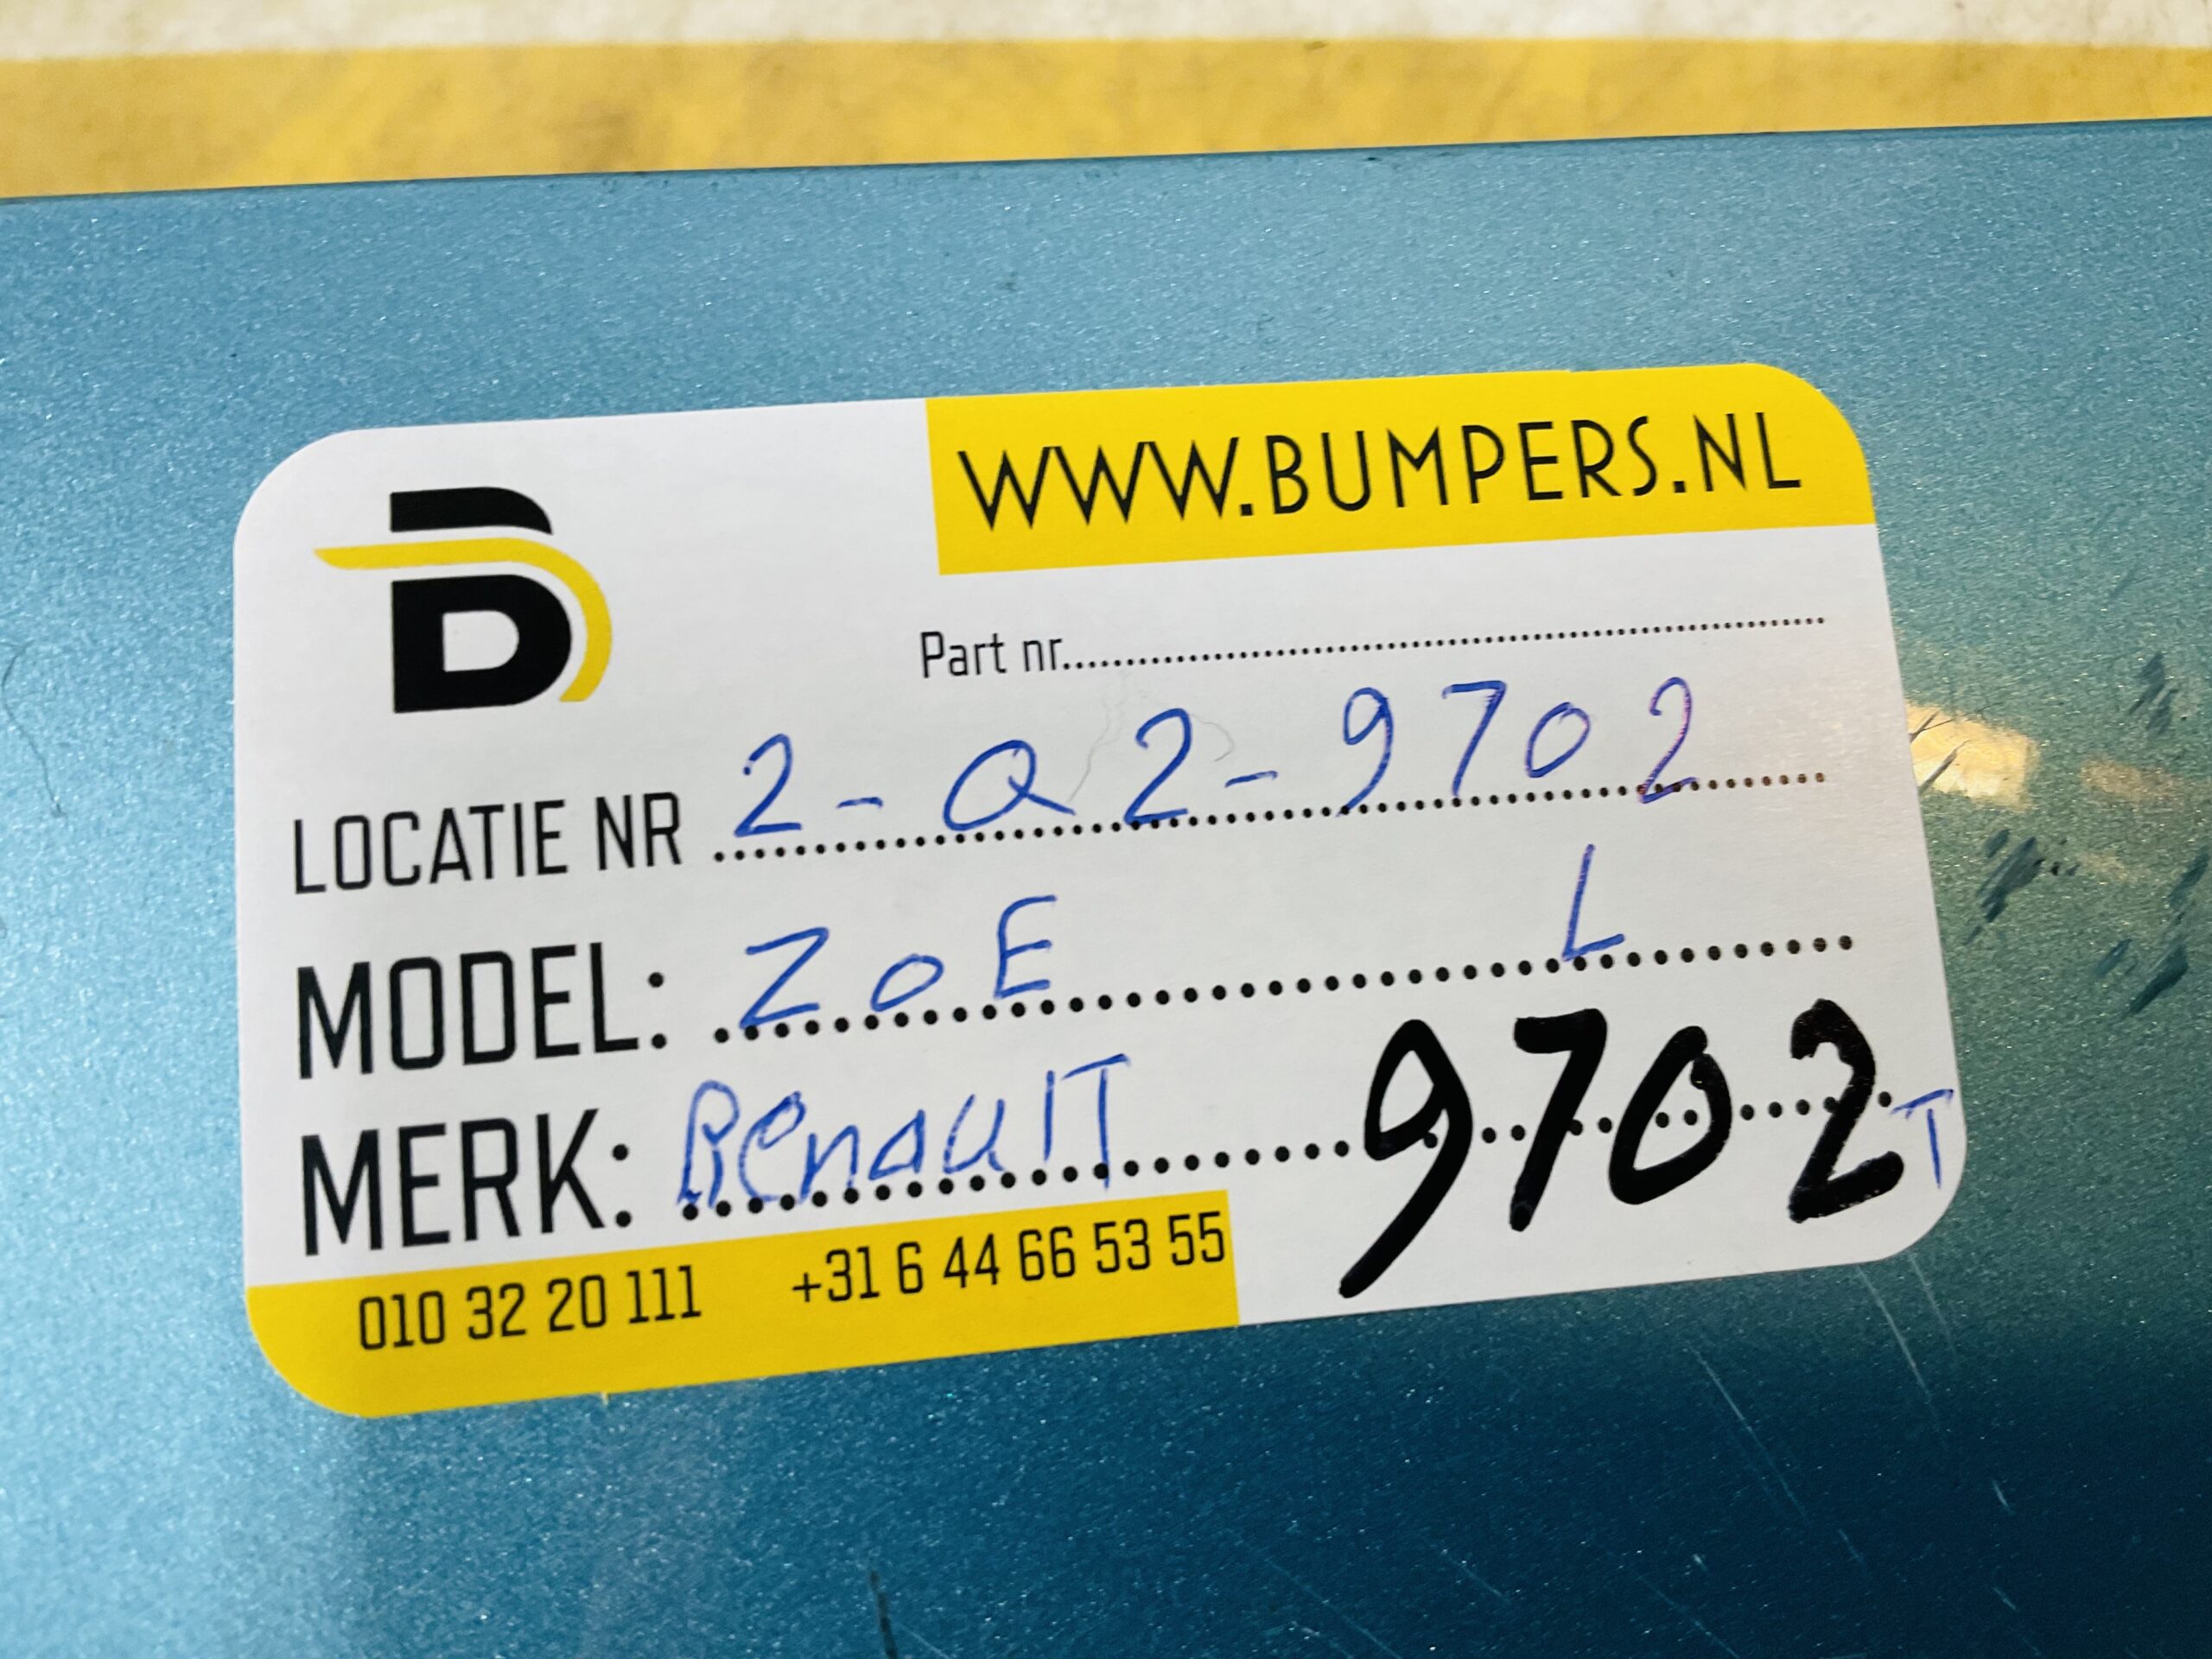 WWW.BUMPERS.NL
Part nr.
LOCATIE NR 2-Q2-9702
MODEL: ZOE L
MERK: RENAULT 9702 T
010 32 20 111 +31 6 44 66 53 55